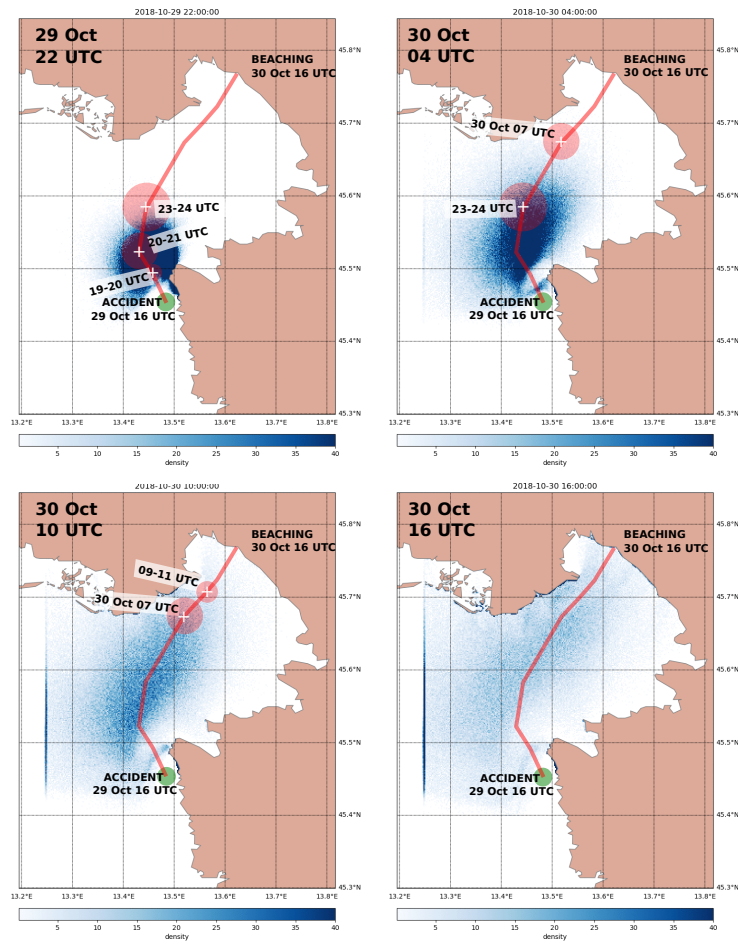 2018-10-29 22:00:00
29 Oct
22 UTC
BEACHING
30 Oct 16 UTC
23-24 UTC
20-21 UTC
19-20 UTC
ACCIDENT
29 Oct 16 UTC
45.8°N
45.7°N
45.6°N
45.5°N
45.4°N
45.3°N
13.2°E 13.3°E 13.4°E 13.5°E 13.6°E 13.7°E 13.8°E
5 10 15 20 25 30 35 40
density
2018-10-30 04:00:00
30 Oct
04 UTC
BEACHING
30 Oct 16 UTC
30 Oct 07 UTC
23-24 UTC
ACCIDENT
29 Oct 16 UTC
45.8°N
45.7°N
45.6°N
45.5°N
45.4°N
45.3°N
13.2°E 13.3°E 13.4°E 13.5°E 13.6°E 13.7°E 13.8°E
5 10 15 20 25 30 35 40
density
2018-10-30 10:00:00
30 Oct
10 UTC
BEACHING
30 Oct 16 UTC
09-11 UTC
30 Oct 07 UTC
ACCIDENT
29 Oct 16 UTC
45.8°N
45.7°N
45.6°N
45.5°N
45.4°N
45.3°N
13.2°E 13.3°E 13.4°E 13.5°E 13.6°E 13.7°E 13.8°E
5 10 15 20 25 30 35 40
density
2018-10-30 16:00:00
30 Oct
16 UTC
BEACHING
30 Oct 16 UTC
ACCIDENT
29 Oct 16 UTC
45.8°N
45.7°N
45.6°N
45.5°N
45.4°N
45.3°N
13.2°E 13.3°E 13.4°E 13.5°E 13.6°E 13.7°E 13.8°E
5 10 15 20 25 30 35 40
density